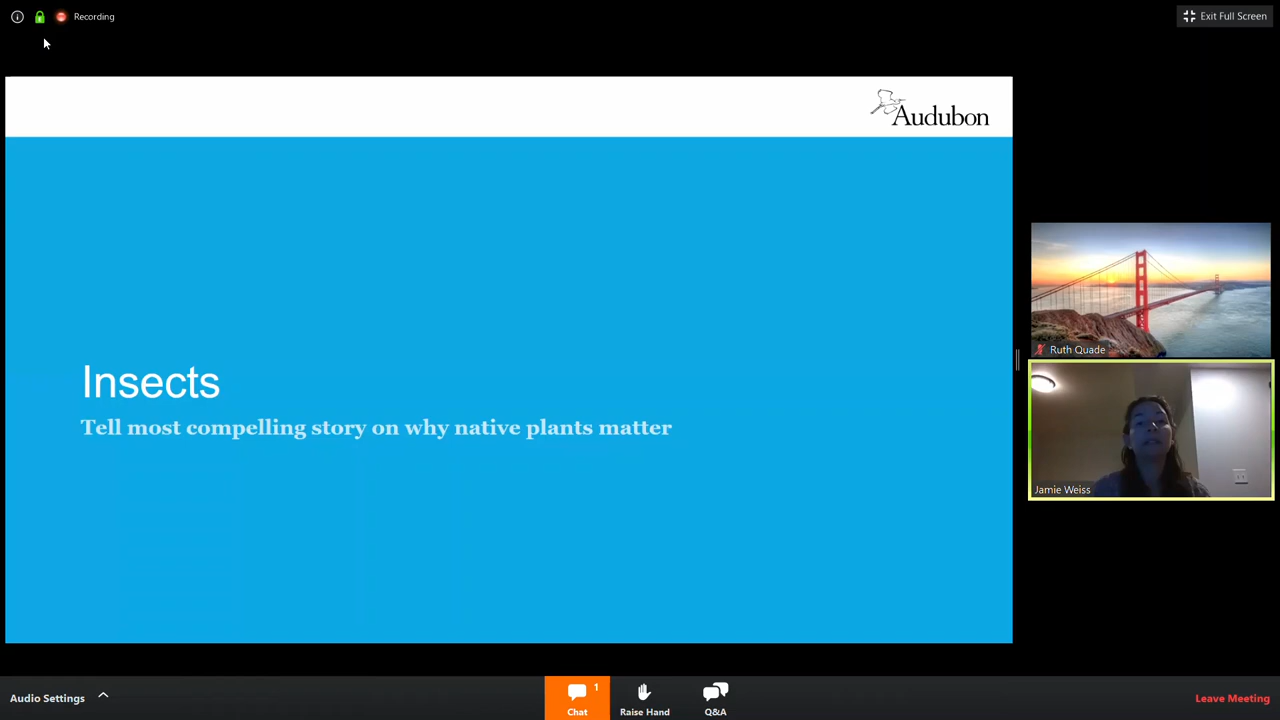 Recording
Exit Full Screen
Audubon
Insects
Tell most compelling story on why native plants matter
Ruth Quade
Jamie Weiss
Audio Settings
1
Chat
Raise Hand
Q&A
Leave Meeting